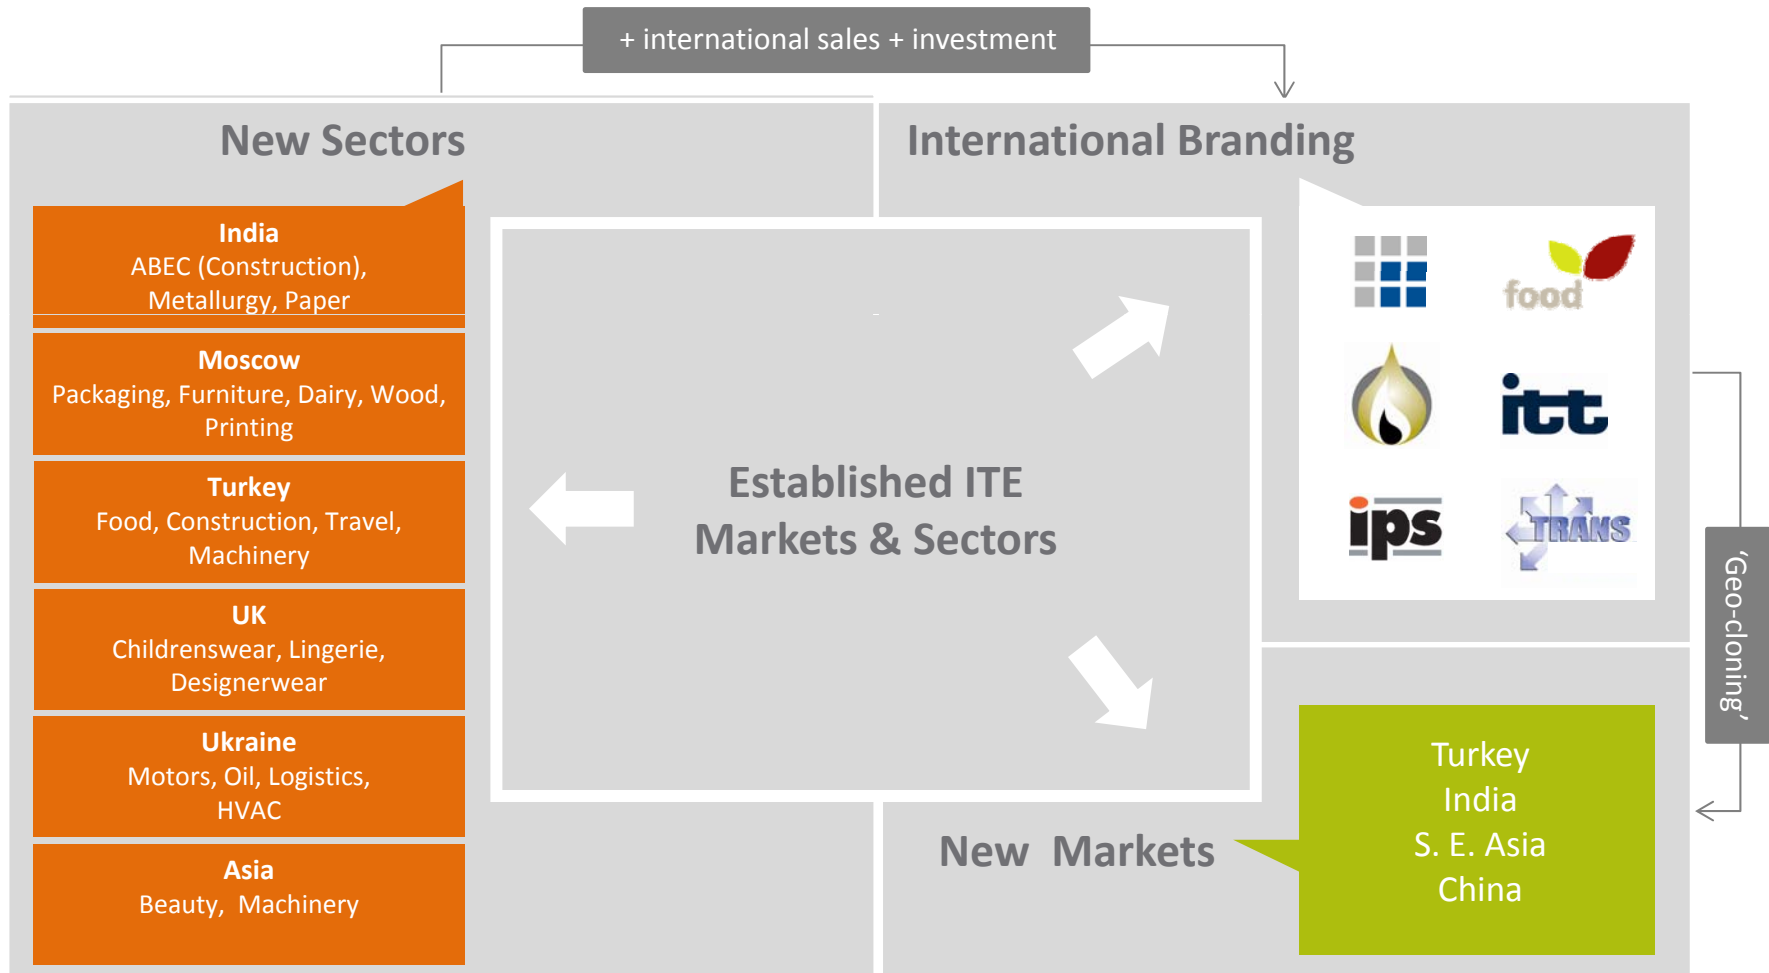 + international sales + investment
New Sectors
India
ABEC (Construction),
Metallurgy, Paper
Moscow
Packaging, Furniture, Dairy, Wood,
Printing
Turkey
Food, Construction, Travel,
Machinery
UK
Childrenswear, Lingerie,
Designerwear
Ukraine
Motors, Oil, Logistics,
HVAC
Asia
Beauty, Machinery
Established ITE
Markets & Sectors
International Branding
food
itt
ips
TRANS
'Geo-cloning'
New Markets
Turkey
India
S. E. Asia
China